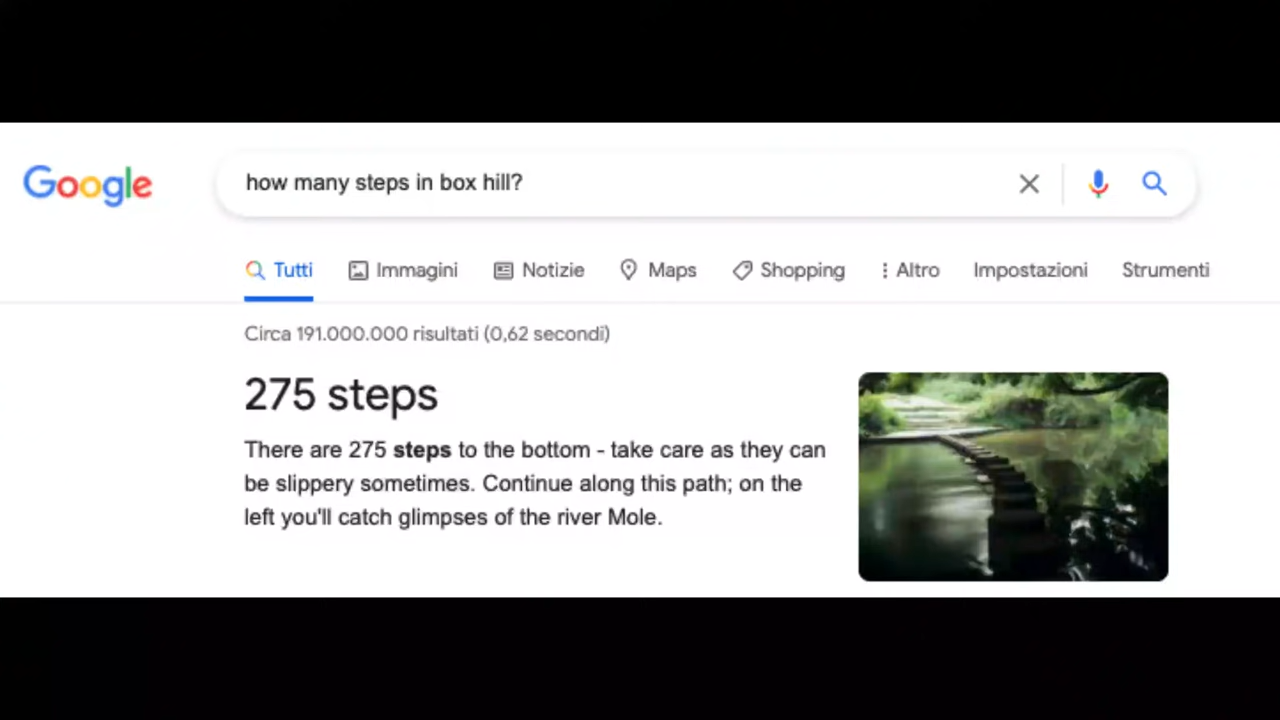 Google
how many steps in box hill?
Tutti Immagini Notizie Maps Shopping Altro Impostazioni Strumenti
Circa 191.000.000 risultati (0,62 secondi)
275 steps
There are 275 steps to the bottom - take care as they can
be slippery sometimes. Continue along this path; on the
left you'll catch glimpses of the river Mole.